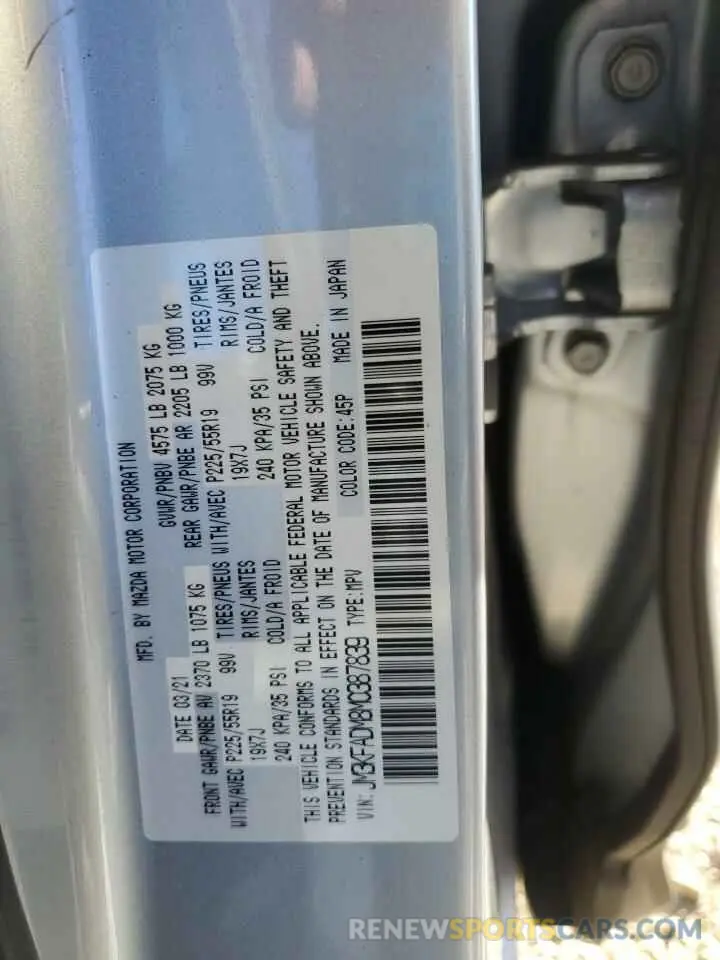 MFD. BY MAZDA MOTOR CORPORATION
DATE 03/21 GVWR/PNBV 4575 LB 2075 KG
FRONT GAWR/PNBE AV 2370 LB 1075 KG REAR GAWR/PNBE AR 2205 LB 1000 KG
WITH/AVEC P225/55R19 99V TIRES/PNEUS WITH/AVEC P225/55R19 99V TIRES/PNEUS
19X7J RIMS/JANTES 19X7J RIMS/JANTES
240 KPA/35 PSI COLD/A FROID 240 KPA/35 PSI COLD/A FROID
THIS VEHICLE CONFORMS TO ALL APPLICABLE FEDERAL MOTOR VEHICLE SAFETY AND THEFT
PREVENTION STANDARDS IN EFFECT ON THE DATE OF MANUFACTURE SHOWN ABOVE.
VIN: JM3KFADM8M0387839 TYPE:MPV COLOR CODE:45P MADE IN JAPAN
RENEWSPORTSCARS.COM